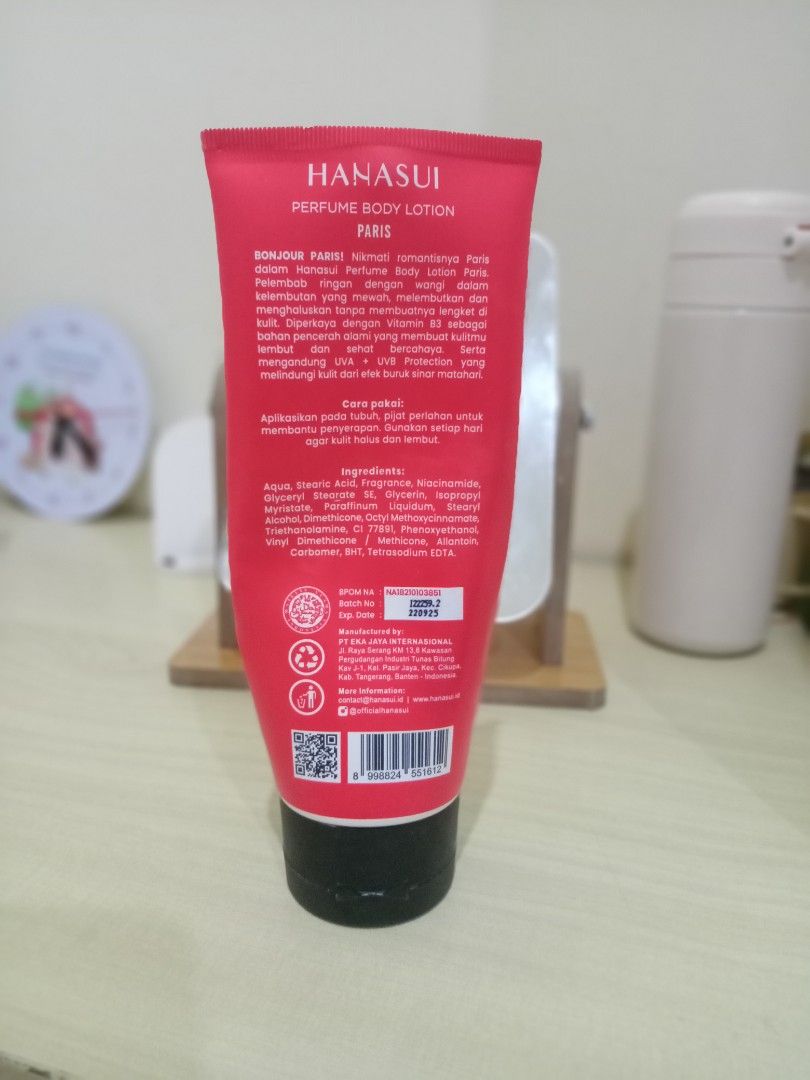 HANASUI
PERFUME BODY LOTION
PARIS
BONJOUR PARIS! Nikmati romantisnya Paris
dalam Hanasui Perfume Body Lotion Paris.
Pelembab ringan dengan wangi dalam
kelembutan yang mewah, melembutkan dan
menghaluskan tanpa membuatnya lengket di
kulit. Diperkaya dengan Vitamin B3 sebagai
bahan pencerah alami yang membuat kulitmu
lembut dan sehat bercahaya. Serta
mengandung UVA + UVB Protection yang
melindungi kulit dari efek buruk sinar matahari.
Cara pakai:
Aplikasikan pada tubuh, pijat perlahan untuk
membantu penyerapan. Gunakan setiap hari
agar kulit halus dan lembut.
Ingredients:
Aqua, Stearic Acid, Fragrance, Niacinamide,
Glyceryl Stearate SE, Glycerin, Isopropyl
Myristate, Paraffinum Liquidum, Stearyl
Alcohol, Dimethicone, Octyl Methoxycinnamate,
Triethanolamine, CI 77891, Phenoxyethanol,
Vinyl Dimethicone / Methicone, Allantoin,
Carbomer, BHT, Tetrasodium EDTA.
BPOM NA : NA18210103851
Batch No : 122259.2
Exp. Date : 220925
Manufactured by:
PT EKA JAYA INTERNASIONAL
Jl. Raya Serang KM 13,8 Kawasan
Pergudangan Industri Tunas Bitung
Kav J-1, Kel. Pasir Jaya, Kec. Cikupa,
Kab. Tangerang, Banten - Indonesia.
More Information:
contact@hanasui.id | www.hanasui.id
@officialhanasui
8 998824 551612